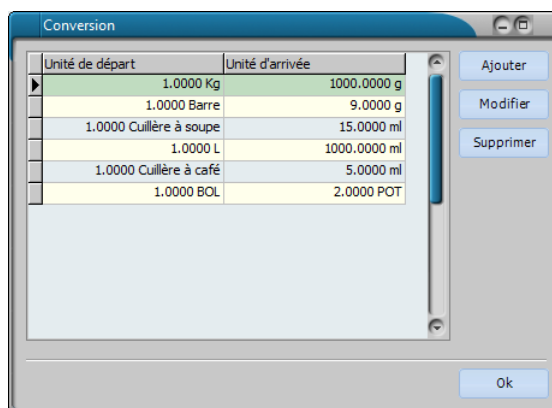 Conversion
Unité de départ Unité d'arrivée
1.0000 Kg 1000.0000 g
1.0000 Barre 9.0000 g
1.0000 Cuillère à soupe 15.0000 ml
1.0000 L 1000.0000 ml
1.0000 Cuillère à café 5.0000 ml
1.0000 BOL 2.0000 POT
Ajouter
Modifier
Supprimer
Ok